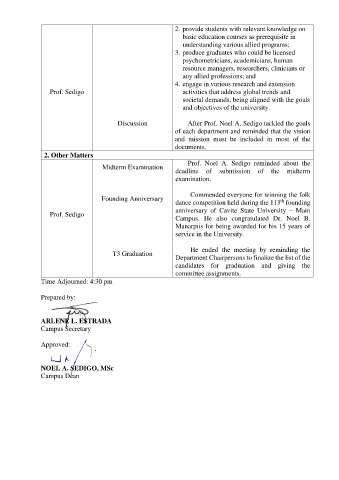 2. provide students with relevant knowledge on
basic education courses as prerequisite in
understanding various allied programs;
3. produce graduates who could be licensed
psychometricians, academicians, human
resource managers, researchers, clinicians or
any allied professions; and
4. engage in various research and extension
activities that address global trends and
societal demands, being aligned with the goals
and objectives of the university.
Prof. Sedigo
Discussion
After Prof. Noel A. Sedigo tackled the goals
of each department and reminded that the vision
and mission must be included in most of the
documents.
2. Other Matters
Prof. Sedigo
Midterm Examination
Prof. Noel A. Sedigo reminded about the
deadline of submission of the midterm
examination.
Founding Anniversary
Commended everyone for winning the folk
dance competition held during the 113th founding
anniversary of Cavite State University – Main
Campus. He also congratulated Dr. Noel B.
Manarpiis for being awarded for his 15 years of
service in the University.
T3 Graduation
He ended the meeting by reminding the
Department Chairpersons to finalize the list of the
candidates for graduation and giving the
committee assignments.
Time Adjourned: 4:30 pm
Prepared by:
ARLENE L. ESTRADA
Campus Secretary
Approved:
NOEL A. SEDIGO, MSc
Campus Dean